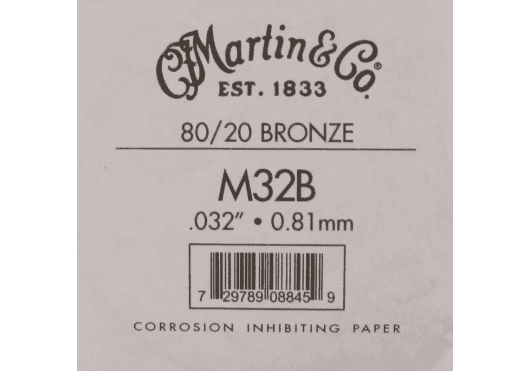 CFMartin&Co.®
EST. 1833
80/20 BRONZE
M32B
.032” • 0.81mm
7 29789 08845 9
CORROSION INHIBITING PAPER